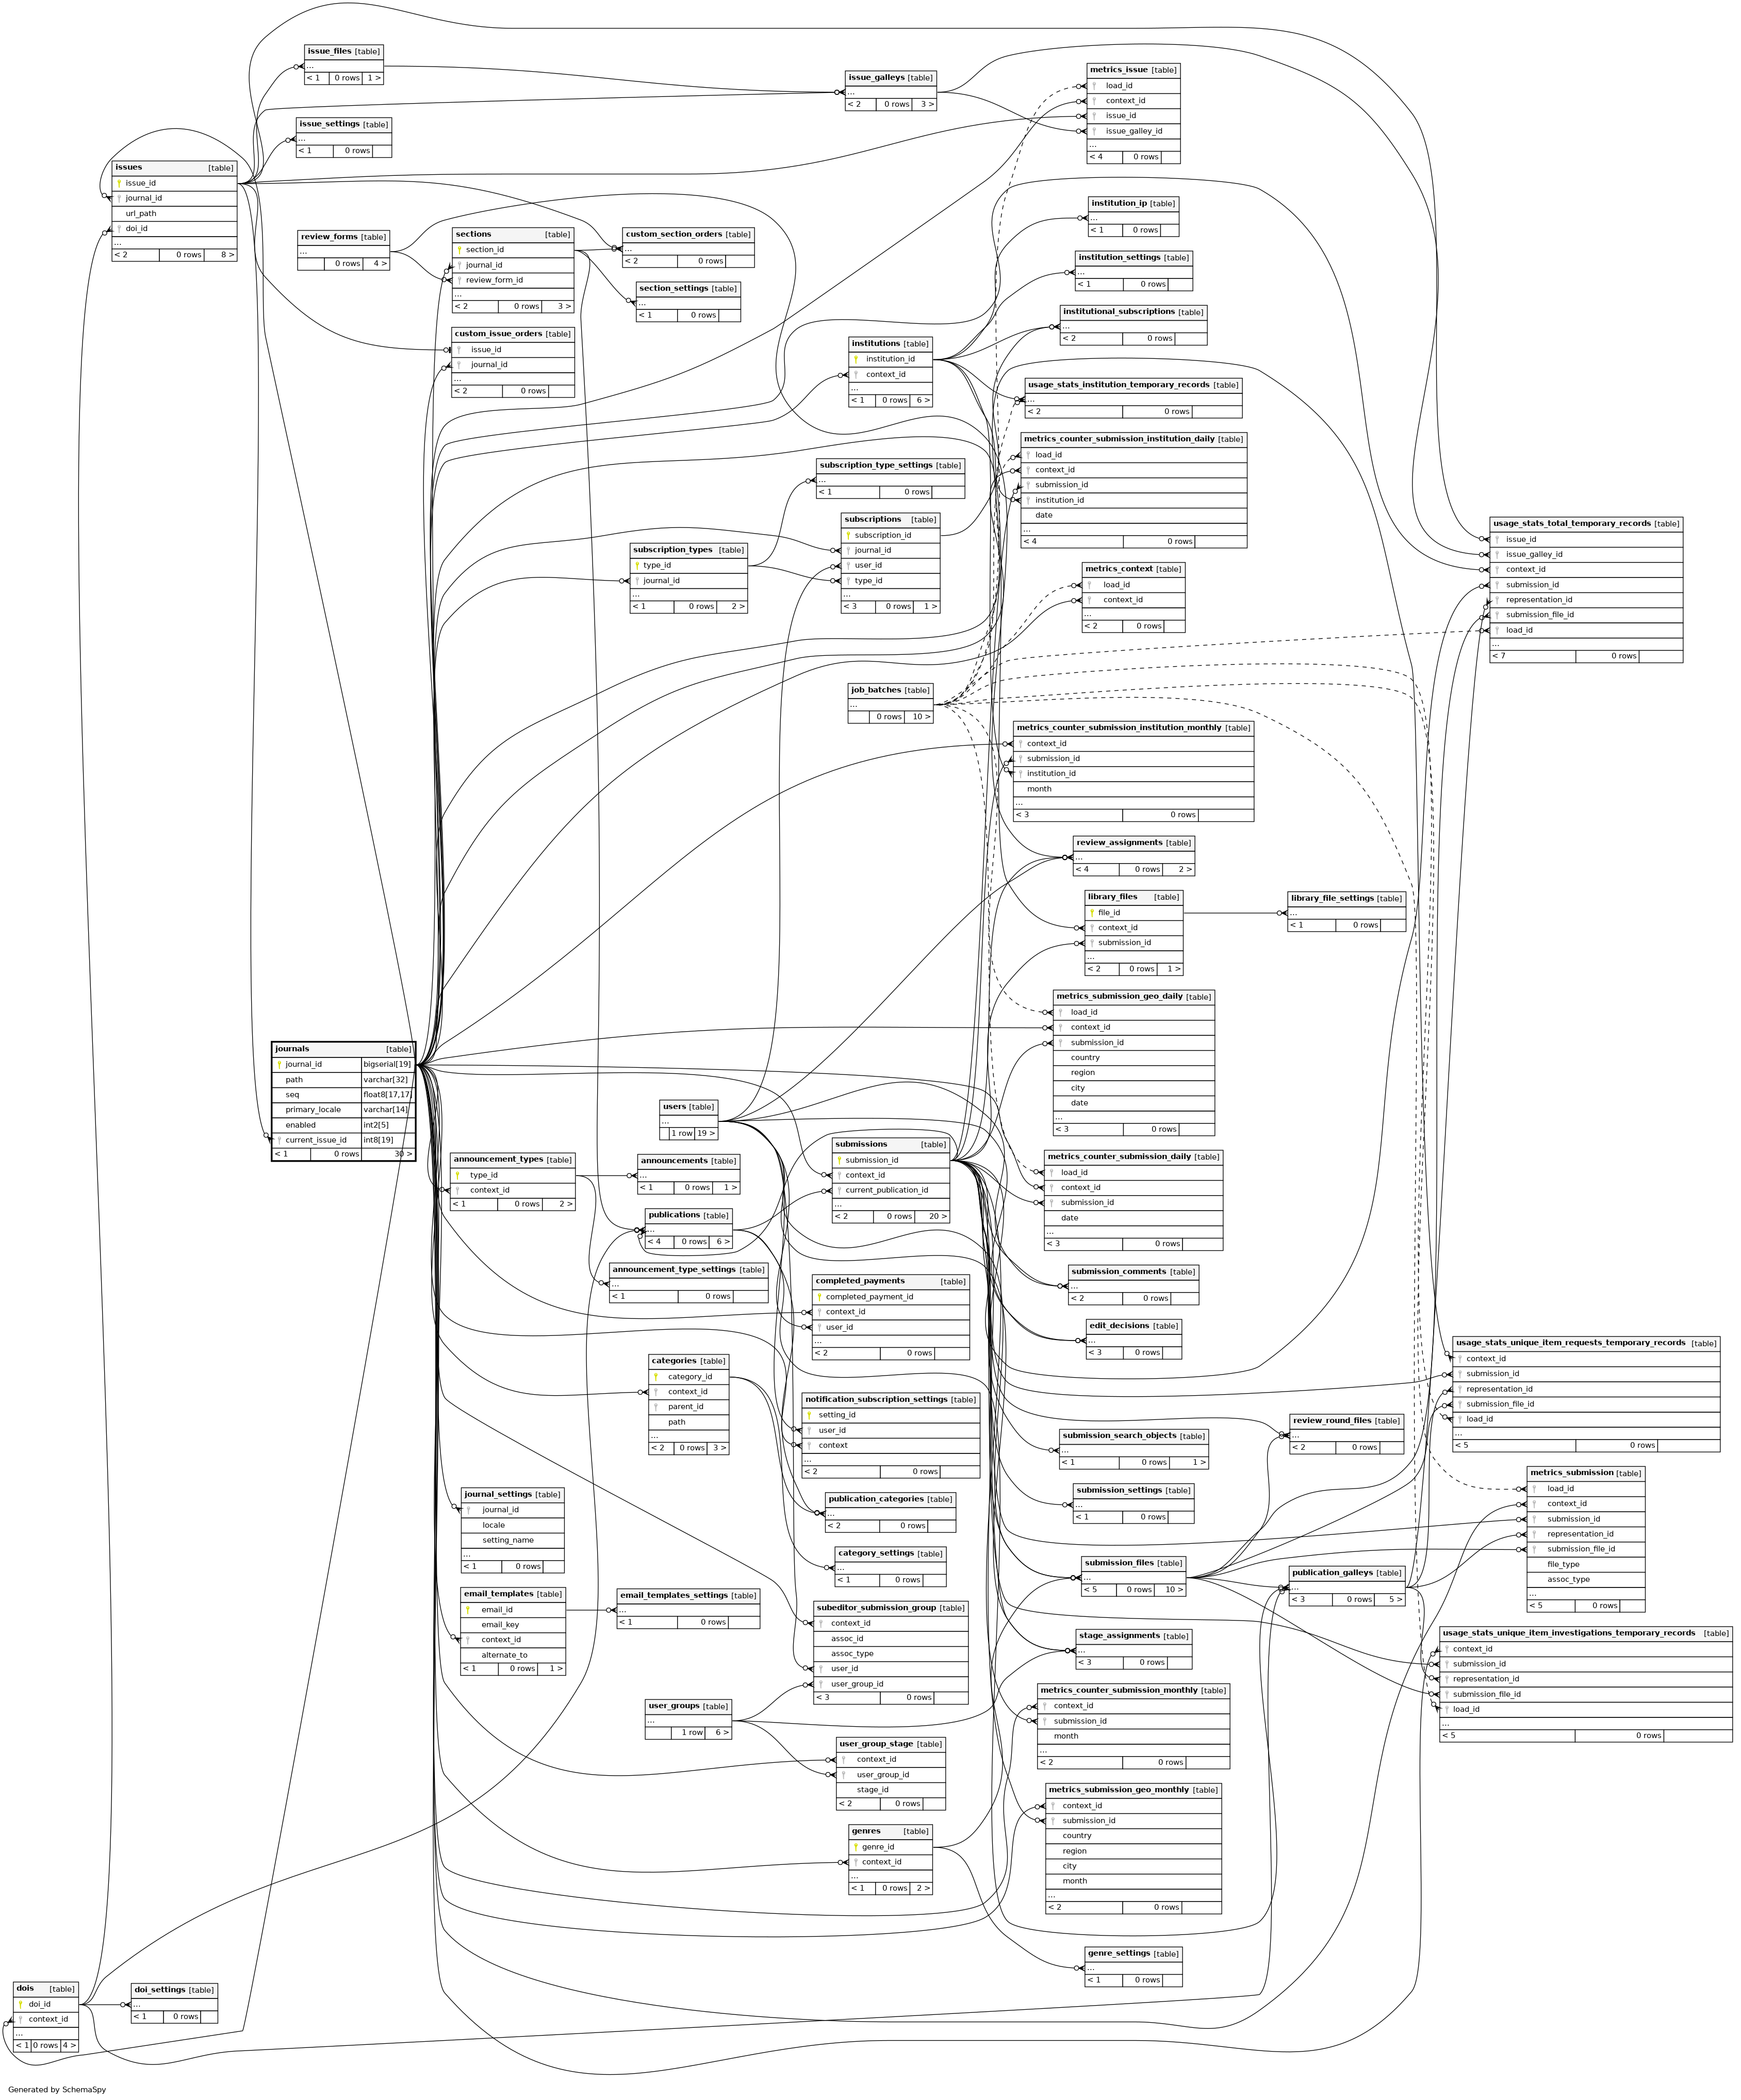 issue_files [table]
...
< 1 0 rows 1 >
issue_settings [table]
...
< 1 0 rows
issues [table]
issue_id
journal_id
url_path
doi_id
...
< 2 0 rows 8 >
review_forms [table]
...
0 rows 4 >
sections [table]
section_id
journal_id
review_form_id
...
< 2 0 rows 3 >
custom_section_orders [table]
...
< 2 0 rows
section_settings [table]
...
< 1 0 rows
custom_issue_orders [table]
issue_id
journal_id
...
< 2 0 rows
issue_galleys [table]
...
< 2 0 rows 3 >
metrics_issue [table]
load_id
context_id
issue_id
issue_galley_id
...
< 4 0 rows
institution_ip [table]
...
< 1 0 rows
institution_settings [table]
...
< 1 0 rows
institutional_subscriptions [table]
...
< 2 0 rows
institutions [table]
institution_id
context_id
...
< 1 0 rows 6 >
usage_stats_institution_temporary_records [table]
...
< 2 0 rows
metrics_counter_submission_institution_daily [table]
load_id
context_id
submission_id
institution_id
date
...
< 4 0 rows
subscription_type_settings [table]
...
< 1 0 rows
subscriptions [table]
subscription_id
journal_id
user_id
type_id
...
< 3 0 rows 1 >
subscription_types [table]
type_id
journal_id
...
< 1 0 rows 2 >
metrics_context [table]
load_id
context_id
...
< 2 0 rows
usage_stats_total_temporary_records [table]
issue_id
issue_galley_id
context_id
submission_id
representation_id
submission_file_id
load_id
...
< 7 0 rows
job_batches [table]
...
0 rows 10 >
metrics_counter_submission_institution_monthly [table]
context_id
submission_id
institution_id
month
...
< 3 0 rows
review_assignments [table]
...
< 4 0 rows 2 >
library_files [table]
file_id
context_id
submission_id
...
< 2 0 rows 1 >
library_file_settings [table]
...
< 1 0 rows
metrics_submission_geo_daily [table]
load_id
context_id
submission_id
country
region
city
date
...
< 3 0 rows
journals [table]
journal_id bigserial[19]
path varchar[32]
seq float8[17,17]
primary_locale varchar[14]
enabled int2[5]
current_issue_id int8[19]
< 1 0 rows 30 >
users [table]
...
1 row 19 >
submissions [table]
submission_id
context_id
current_publication_id
...
< 2 0 rows 20 >
metrics_counter_submission_daily [table]
load_id
context_id
submission_id
date
...
< 3 0 rows
announcement_types [table]
type_id
context_id
< 1 0 rows 2 >
announcements [table]
...
< 1 0 rows 1 >
publications [table]
...
< 4 0 rows 6 >
announcement_type_settings [table]
...
< 1 0 rows
completed_payments [table]
completed_payment_id
context_id
user_id
...
< 2 0 rows
submission_comments [table]
...
< 2 0 rows
edit_decisions [table]
...
< 3 0 rows
usage_stats_unique_item_requests_temporary_records [table]
context_id
submission_id
representation_id
submission_file_id
load_id
...
< 5 0 rows
categories [table]
category_id
context_id
parent_id
path
...
< 2 0 rows 3 >
notification_subscription_settings [table]
setting_id
user_id
context
...
< 2 0 rows
review_round_files [table]
...
< 2 0 rows
submission_search_objects [table]
...
< 1 0 rows 1 >
submission_settings [table]
...
< 1 0 rows
metrics_submission [table]
load_id
context_id
submission_id
representation_id
submission_file_id
file_type
assoc_type
...
< 5 0 rows
journal_settings [table]
journal_id
locale
setting_name
...
< 1 0 rows
publication_categories [table]
...
< 2 0 rows
category_settings [table]
...
< 1 0 rows
submission_files [table]
...
< 5 0 rows 10 >
publication_galleys [table]
...
< 3 0 rows 5 >
email_templates [table]
email_id
email_key
context_id
alternate_to
< 1 0 rows 1 >
email_templates_settings [table]
...
< 1 0 rows
subeditor_submission_group [table]
context_id
assoc_id
assoc_type
user_id
user_group_id
< 3 0 rows
stage_assignments [table]
...
< 3 0 rows
usage_stats_unique_item_investigations_temporary_records [table]
context_id
submission_id
representation_id
submission_file_id
load_id
...
< 5 0 rows
user_groups [table]
...
1 row 6 >
metrics_counter_submission_monthly [table]
context_id
submission_id
month
...
< 2 0 rows
user_group_stage [table]
context_id
user_group_id
stage_id
< 2 0 rows
metrics_submission_geo_monthly [table]
context_id
submission_id
country
region
city
month
...
< 2 0 rows
genres [table]
genre_id
context_id
...
< 1 0 rows 2 >
genre_settings [table]
...
< 1 0 rows
dois [table]
doi_id
context_id
...
< 1 0 rows 4 >
doi_settings [table]
...
< 1 0 rows
Generated by SchemaSpy